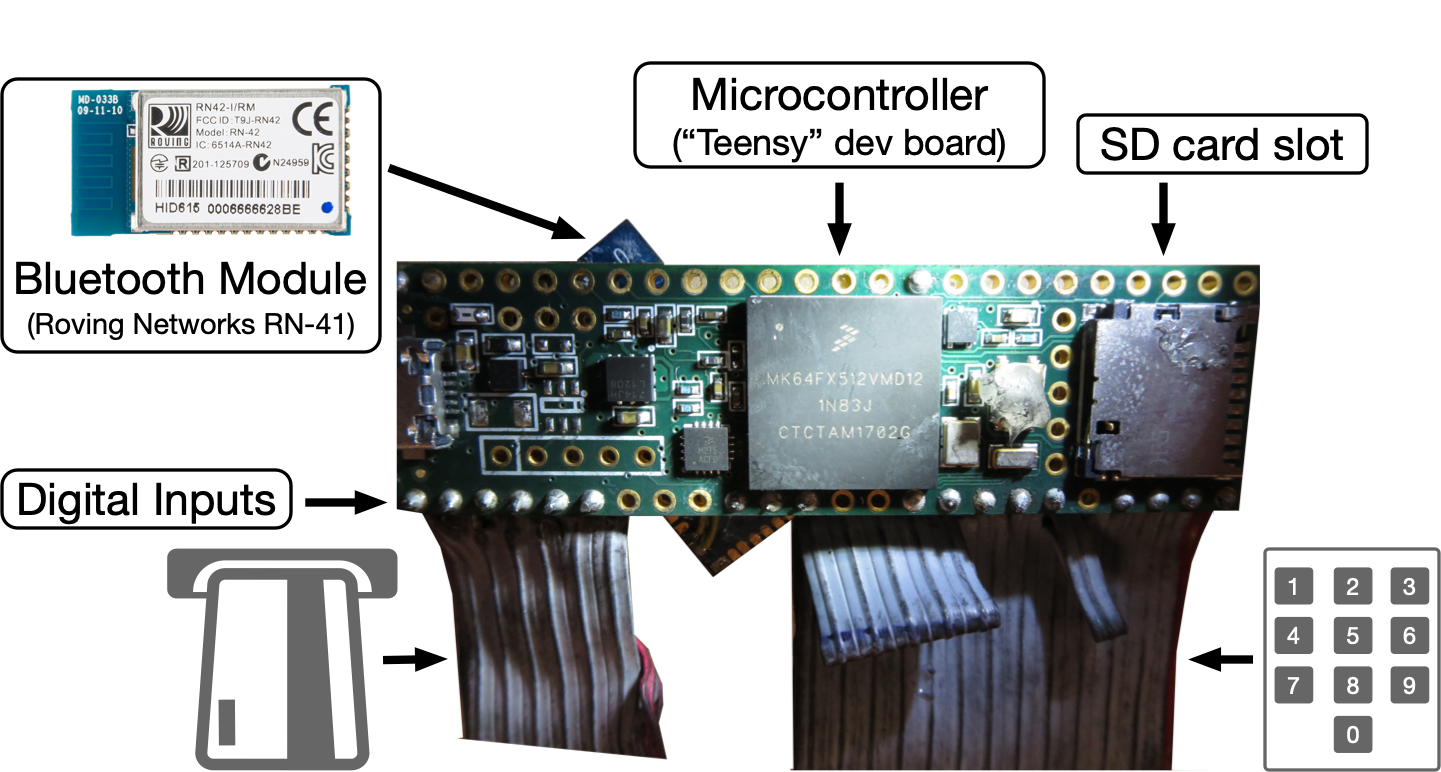 MD-033B
09-11-10
RN42-I/RM
FCC ID: T9J-RN42
Model: RN-42
IC: 6514A-RN42
ROVING
CE
R 201-125709
N24959
HID615 0006666628BE
Bluetooth Module
(Roving Networks RN-41)
Microcontroller
(“Teensy” dev board)
SD card slot
MK64FX512VMD12
1N83J
CTCTAM1702G
Digital Inputs
1 2 3
4 5 6
7 8 9
0